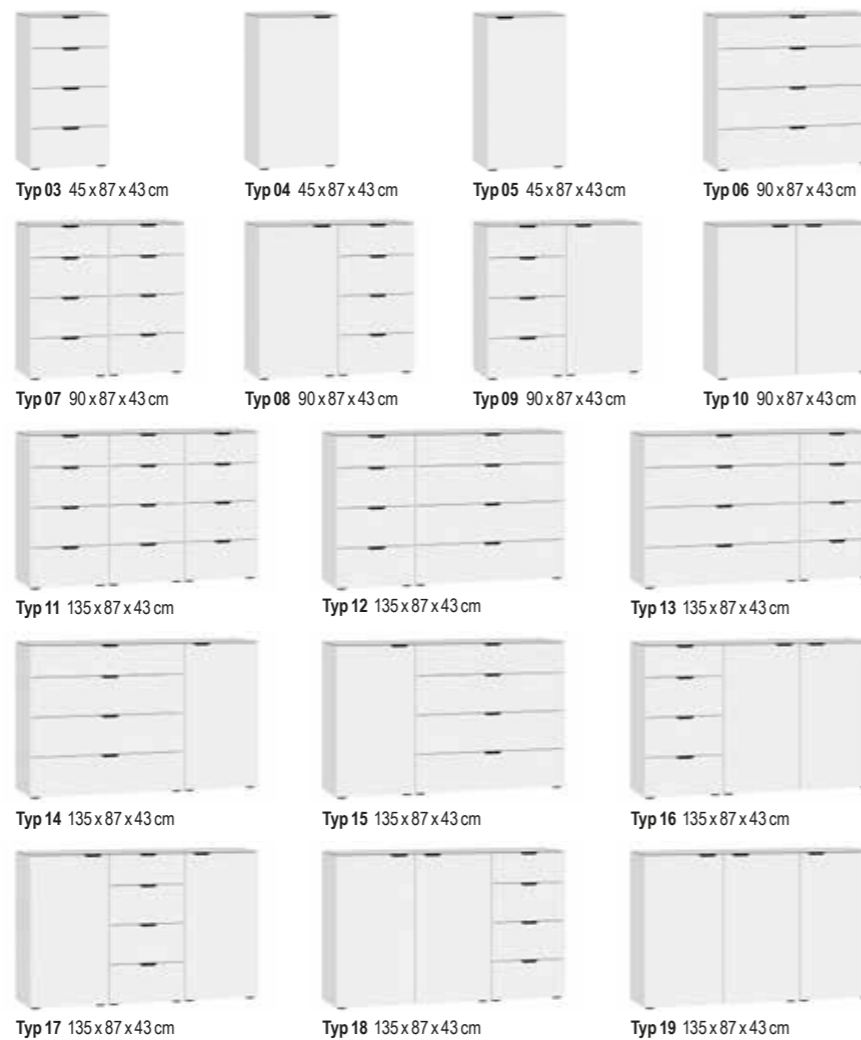 Typ 03 45 x 87 x 43 cm
Typ 04 45 x 87 x 43 cm
Typ 05 45 x 87 x 43 cm
Typ 06 90 x 87 x 43 cm
Typ 07 90 x 87 x 43 cm
Typ 08 90 x 87 x 43 cm
Typ 09 90 x 87 x 43 cm
Typ 10 90 x 87 x 43 cm
Typ 11 135 x 87 x 43 cm
Typ 12 135 x 87 x 43 cm
Typ 13 135 x 87 x 43 cm
Typ 14 135 x 87 x 43 cm
Typ 15 135 x 87 x 43 cm
Typ 16 135 x 87 x 43 cm
Typ 17 135 x 87 x 43 cm
Typ 18 135 x 87 x 43 cm
Typ 19 135 x 87 x 43 cm